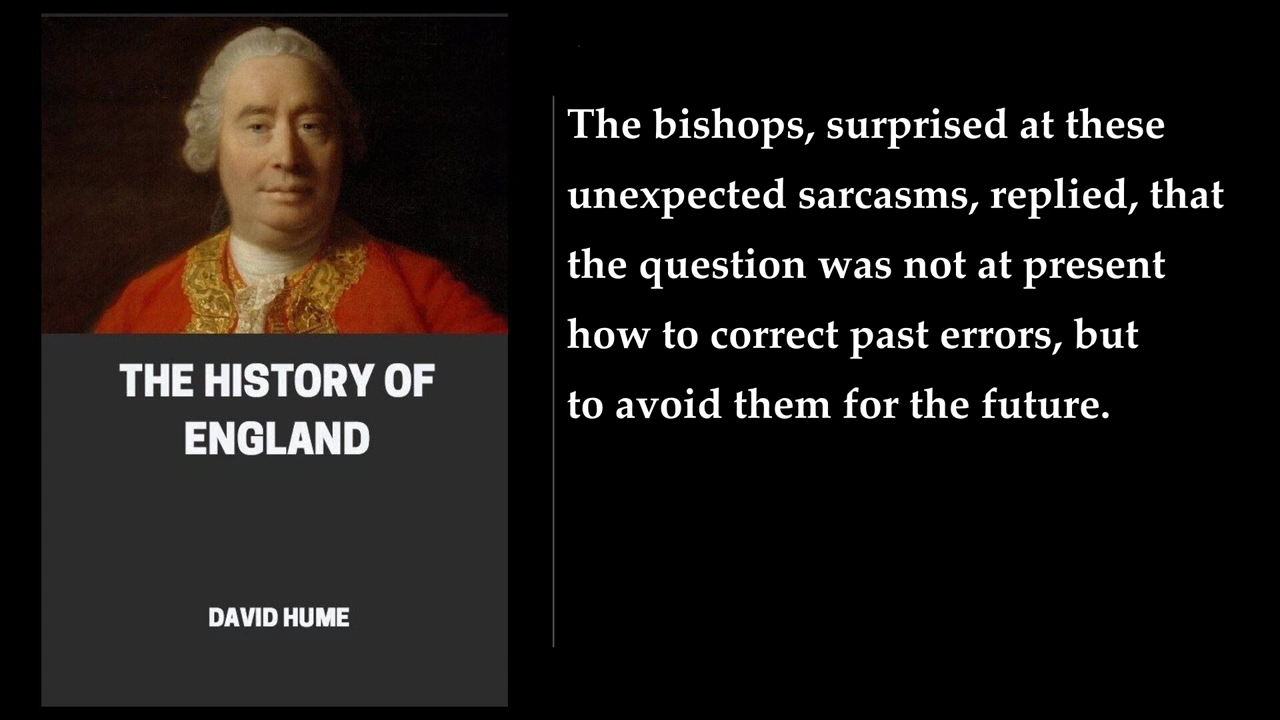 THE HISTORY OF
ENGLAND
DAVID HUME
The bishops, surprised at these
unexpected sarcasms, replied, that
the question was not at present
how to correct past errors, but
to avoid them for the future.